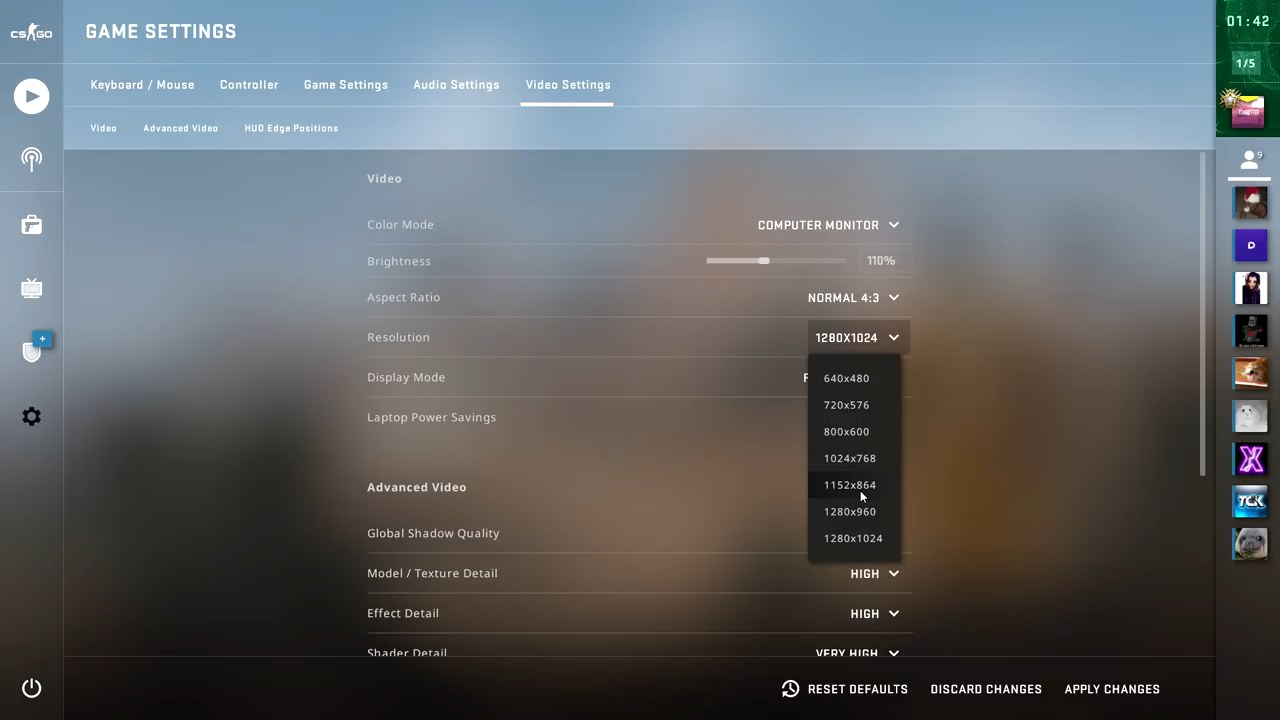 CS GO
GAME SETTINGS
01:42
1/5
Keyboard / Mouse
Controller
Game Settings
Audio Settings
Video Settings
Video
Advanced Video
HUD Edge Positions
9
Video
Color Mode
COMPUTER MONITOR
Brightness
110%
Aspect Ratio
NORMAL 4:3
Resolution
1280X1024
Display Mode
F
Laptop Power Savings
640x480
720x576
800x600
1024x768
1152x864
1280x960
1280x1024
Advanced Video
Global Shadow Quality
Model / Texture Detail
HIGH
Effect Detail
HIGH
Shader Detail
VERY HIGH
RESET DEFAULTS
DISCARD CHANGES
APPLY CHANGES
D
X
TCK